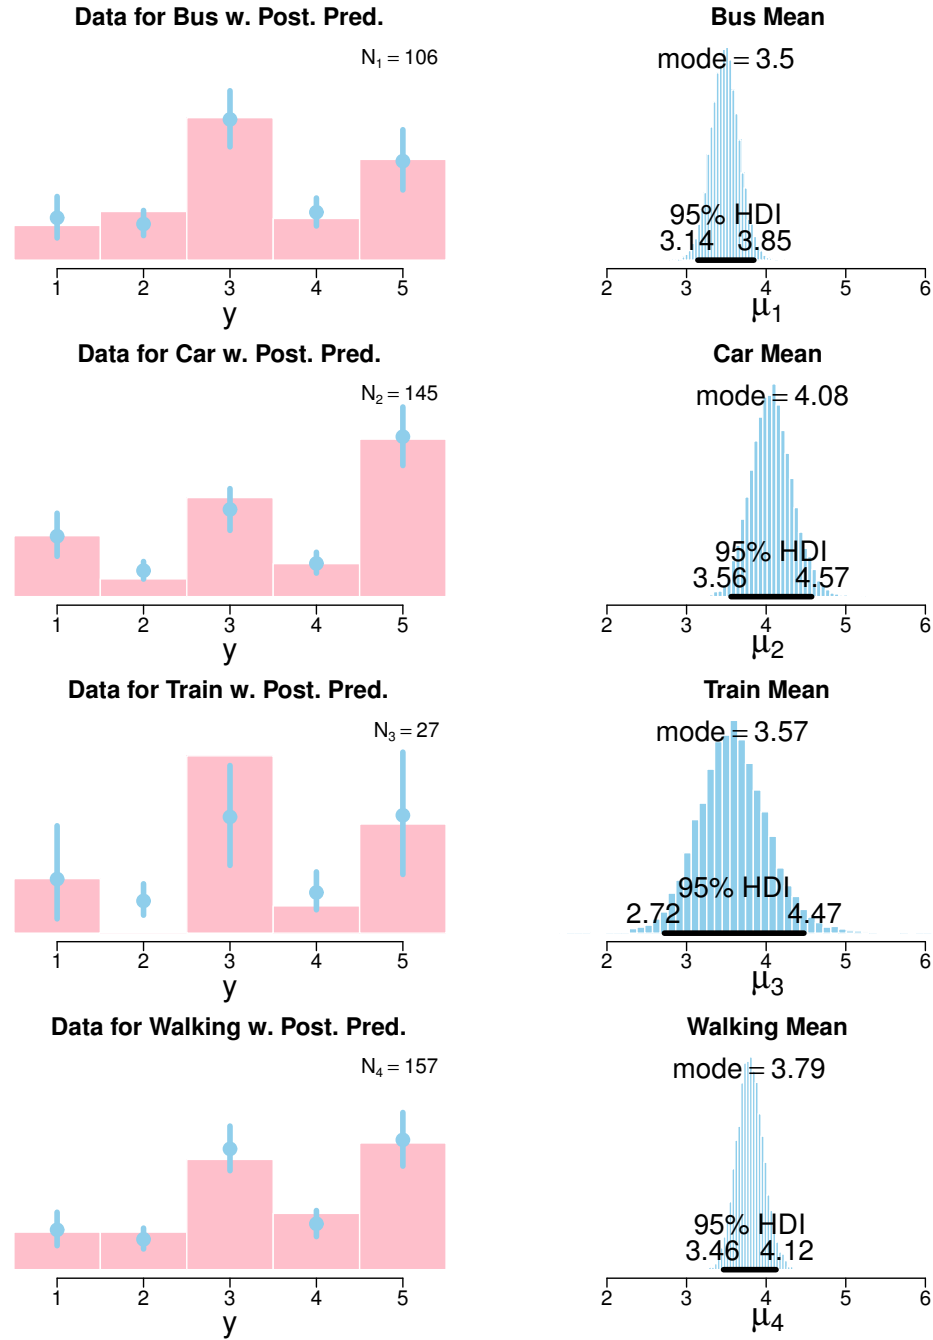 Data for Bus w. Post. Pred.
N₁ = 106
1 2 3 4 5
y
Bus Mean
mode = 3.5
95% HDI
3.14 3.85
2 3 4 5 6
μ₁
Data for Car w. Post. Pred.
N₂ = 145
1 2 3 4 5
y
Car Mean
mode = 4.08
95% HDI
3.56 4.57
2 3 4 5 6
μ₂
Data for Train w. Post. Pred.
N₃ = 27
1 2 3 4 5
y
Train Mean
mode = 3.57
95% HDI
2.72 4.47
2 3 4 5 6
μ₃
Data for Walking w. Post. Pred.
N₄ = 157
1 2 3 4 5
y
Walking Mean
mode = 3.79
95% HDI
3.46 4.12
2 3 4 5 6
μ₄